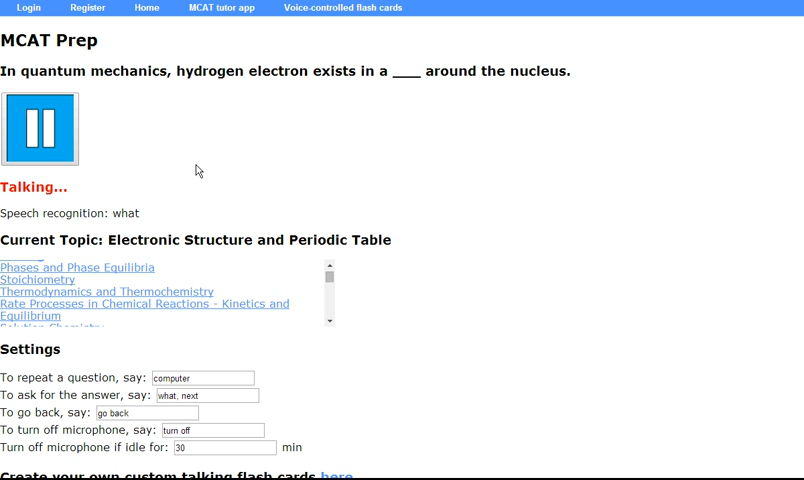 Login Register Home MCAT tutor app Voice-controlled flash cards
MCAT Prep
In quantum mechanics, hydrogen electron exists in a ___ around the nucleus.
Talking...
Speech recognition: what
Current Topic: Electronic Structure and Periodic Table
Phases and Phase Equilibria
Stoichiometry
Thermodynamics and Thermochemistry
Rate Processes in Chemical Reactions - Kinetics and
Equilibrium
Solution Chemistry
Settings
To repeat a question, say: computer
To ask for the answer, say: what, next
To go back, say: go back
To turn off microphone, say: turn off
Turn off microphone if idle for: 30 min
Create your own custom talking flash cards here